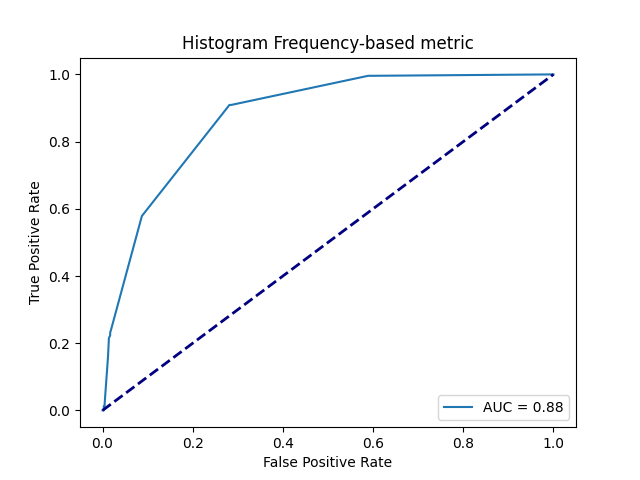 Histogram Frequency-based metric
True Positive Rate
1.0
0.8
0.6
0.4
0.2
0.0
0.0 0.2 0.4 0.6 0.8 1.0
False Positive Rate
AUC = 0.88